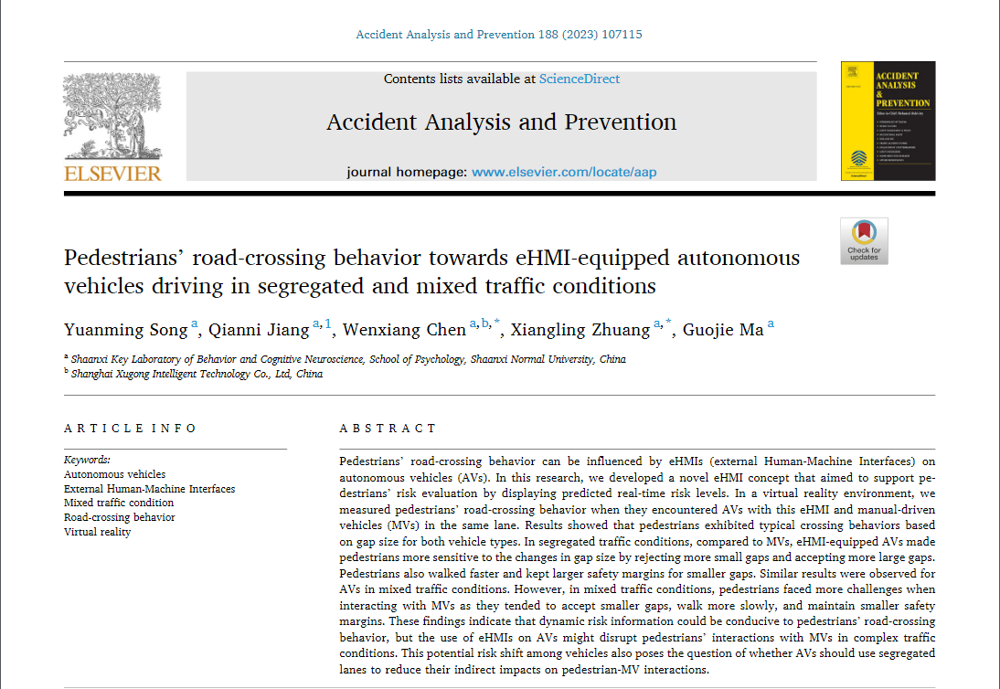 Accident Analysis and Prevention 188 (2023) 107115
Contents lists available at ScienceDirect
Accident Analysis and Prevention
journal homepage: www.elsevier.com/locate/aap
ELSEVIER
ACCIDENT
ANALYSIS
&
PREVENTION
Check for
updates
Pedestrians’ road-crossing behavior towards eHMI-equipped autonomous
vehicles driving in segregated and mixed traffic conditions
Yuanming Song a, Qianni Jiang a,1, Wenxiang Chen a,b,*, Xiangling Zhuang a,*, Guojie Ma a
a Shaanxi Key Laboratory of Behavior and Cognitive Neuroscience, School of Psychology, Shaanxi Normal University, China
b Shanghai Xugong Intelligent Technology Co., Ltd, China
ARTICLE INFO
Keywords:
Autonomous vehicles
External Human-Machine Interfaces
Mixed traffic condition
Road-crossing behavior
Virtual reality
ABSTRACT
Pedestrians’ road-crossing behavior can be influenced by eHMIs (external Human-Machine Interfaces) on
autonomous vehicles (AVs). In this research, we developed a novel eHMI concept that aimed to support pe-
destrians’ risk evaluation by displaying predicted real-time risk levels. In a virtual reality environment, we
measured pedestrians’ road-crossing behavior when they encountered AVs with this eHMI and manual-driven
vehicles (MVs) in the same lane. Results showed that pedestrians exhibited typical crossing behaviors based
on gap size for both vehicle types. In segregated traffic conditions, compared to MVs, eHMI-equipped AVs made
pedestrians more sensitive to the changes in gap size by rejecting more small gaps and accepting more large gaps.
Pedestrians also walked faster and kept larger safety margins for smaller gaps. Similar results were observed for
AVs in mixed traffic conditions. However, in mixed traffic conditions, pedestrians faced more challenges when
interacting with MVs as they tended to accept smaller gaps, walk more slowly, and maintain smaller safety
margins. These findings indicate that dynamic risk information could be conducive to pedestrians’ road-crossing
behavior, but the use of eHMIs on AVs might disrupt pedestrians’ interactions with MVs in complex traffic
conditions. This potential risk shift among vehicles also poses the question of whether AVs should use segregated
lanes to reduce their indirect impacts on pedestrian-MV interactions.